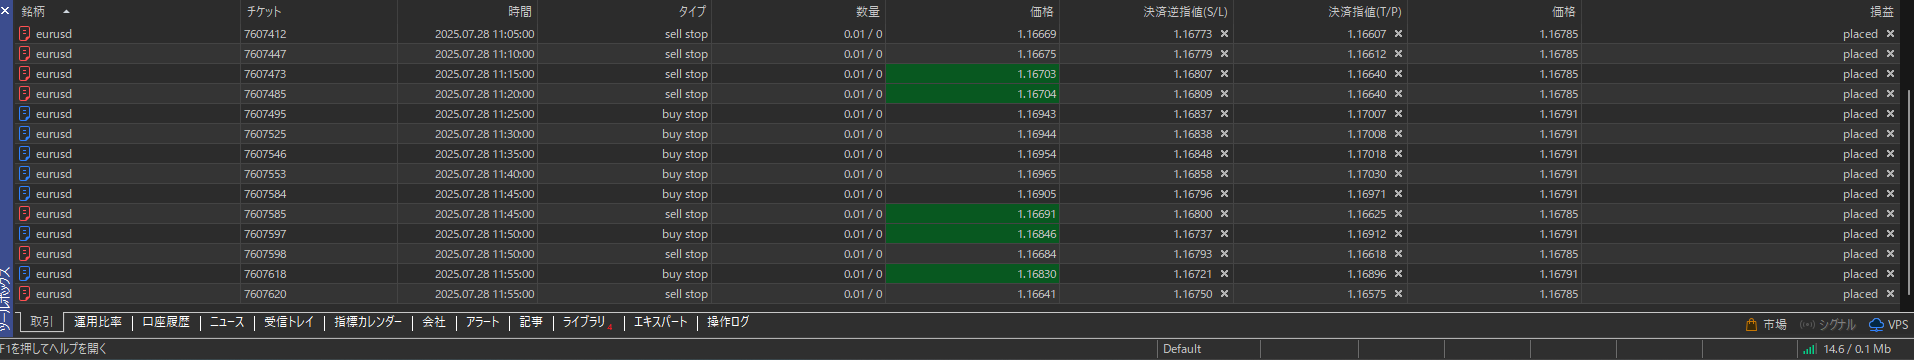 銘柄 チケット 時間 タイプ 数量 価格 決済逆指値(S/L) 決済指値(T/P) 価格 損益
eurusd 7607412 2025.07.28 11:05:00 sell stop 0.01 / 0 1.16669 1.16773 1.16607 1.16785 placed
eurusd 7607447 2025.07.28 11:10:00 sell stop 0.01 / 0 1.16675 1.16779 1.16612 1.16785 placed
eurusd 7607473 2025.07.28 11:15:00 sell stop 0.01 / 0 1.16703 1.16807 1.16640 1.16785 placed
eurusd 7607485 2025.07.28 11:20:00 sell stop 0.01 / 0 1.16704 1.16809 1.16640 1.16785 placed
eurusd 7607495 2025.07.28 11:25:00 buy stop 0.01 / 0 1.16943 1.16837 1.17007 1.16791 placed
eurusd 7607525 2025.07.28 11:30:00 buy stop 0.01 / 0 1.16944 1.16838 1.17008 1.16791 placed
eurusd 7607546 2025.07.28 11:35:00 buy stop 0.01 / 0 1.16954 1.16848 1.17018 1.16791 placed
eurusd 7607553 2025.07.28 11:40:00 buy stop 0.01 / 0 1.16965 1.16858 1.17030 1.16791 placed
eurusd 7607584 2025.07.28 11:45:00 buy stop 0.01 / 0 1.16905 1.16796 1.16971 1.16791 placed
eurusd 7607585 2025.07.28 11:45:00 sell stop 0.01 / 0 1.16691 1.16800 1.16625 1.16785 placed
eurusd 7607597 2025.07.28 11:50:00 buy stop 0.01 / 0 1.16846 1.16737 1.16912 1.16791 placed
eurusd 7607598 2025.07.28 11:50:00 sell stop 0.01 / 0 1.16684 1.16793 1.16618 1.16785 placed
eurusd 7607618 2025.07.28 11:55:00 buy stop 0.01 / 0 1.16830 1.16721 1.16896 1.16791 placed
eurusd 7607620 2025.07.28 11:55:00 sell stop 0.01 / 0 1.16641 1.16750 1.16575 1.16785 placed
ツールボックス
取引 運用比率 口座履歴 ニュース 受信トレイ 指標カレンダー 会社 アラート 記事 ライブラリ 4 エキスパート 操作ログ 市場 シグナル VPS
F1を押してヘルプを開く Default 14.6 / 0.1 Mb